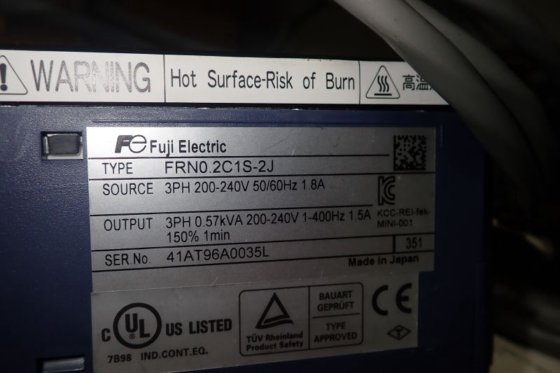 WARNING Hot Surface-Risk of Burn 高温
Fe Fuji Electric
TYPE FRN0.2C1S-2J
SOURCE 3PH 200-240V 50/60Hz 1.8A
OUTPUT 3PH 0.57kVA 200-240V 1-400Hz 1.5A
150% 1min
KCC-REI-fek-
MINI-001
SER.No. 41AT96A0035L
351
Made in Japan
C UL US LISTED
7B98 IND.CONT.EQ.
TÜV Rheinland
Product Safety
BAUART
GEPRÜFT
TYPE
APPROVED